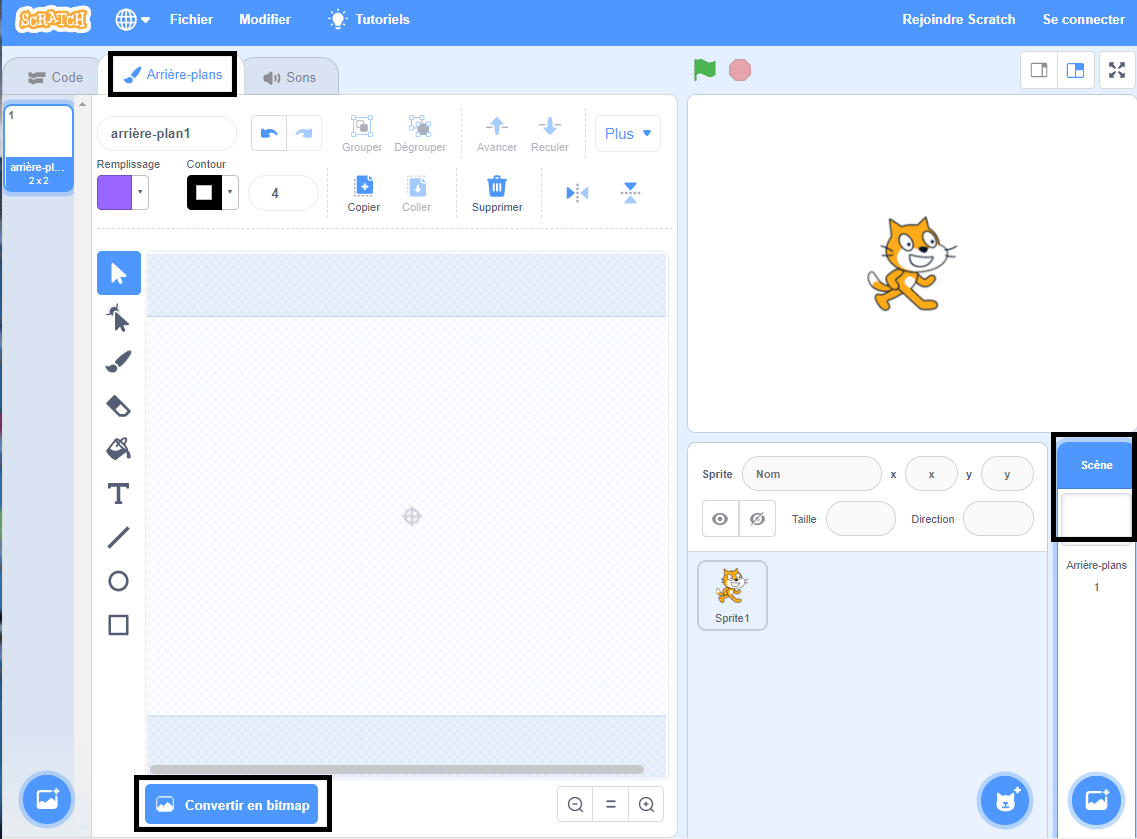 SCRATCH Fichier Modifier Tutoriels Rejoindre Scratch Se connecter
Code Arrière-plans Sons
1
arrière-pl...
2 x 2
arrière-plan1
Grouper Dégrouper Avancer Reculer Plus
Remplissage Contour
4
Copier Coller Supprimer
T
Convertir en bitmap
=
Sprite Nom x x y y
Taille Direction
Sprite1
Scène
Arrière-plans
1